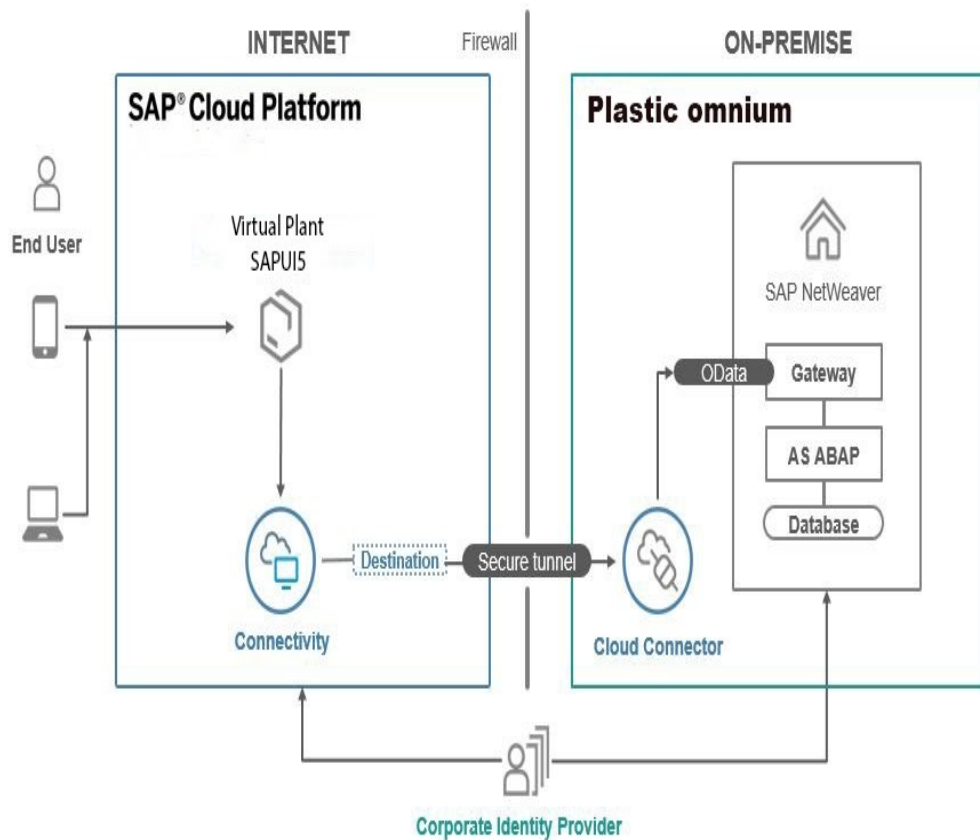 INTERNET
Firewall
ON-PREMISE
SAP® Cloud Platform
Plastic omnium
End User
Virtual Plant
SAPUI5
SAP NetWeaver
OData
Gateway
AS ABAP
Database
Destination
Secure tunnel
Connectivity
Cloud Connector
Corporate Identity Provider